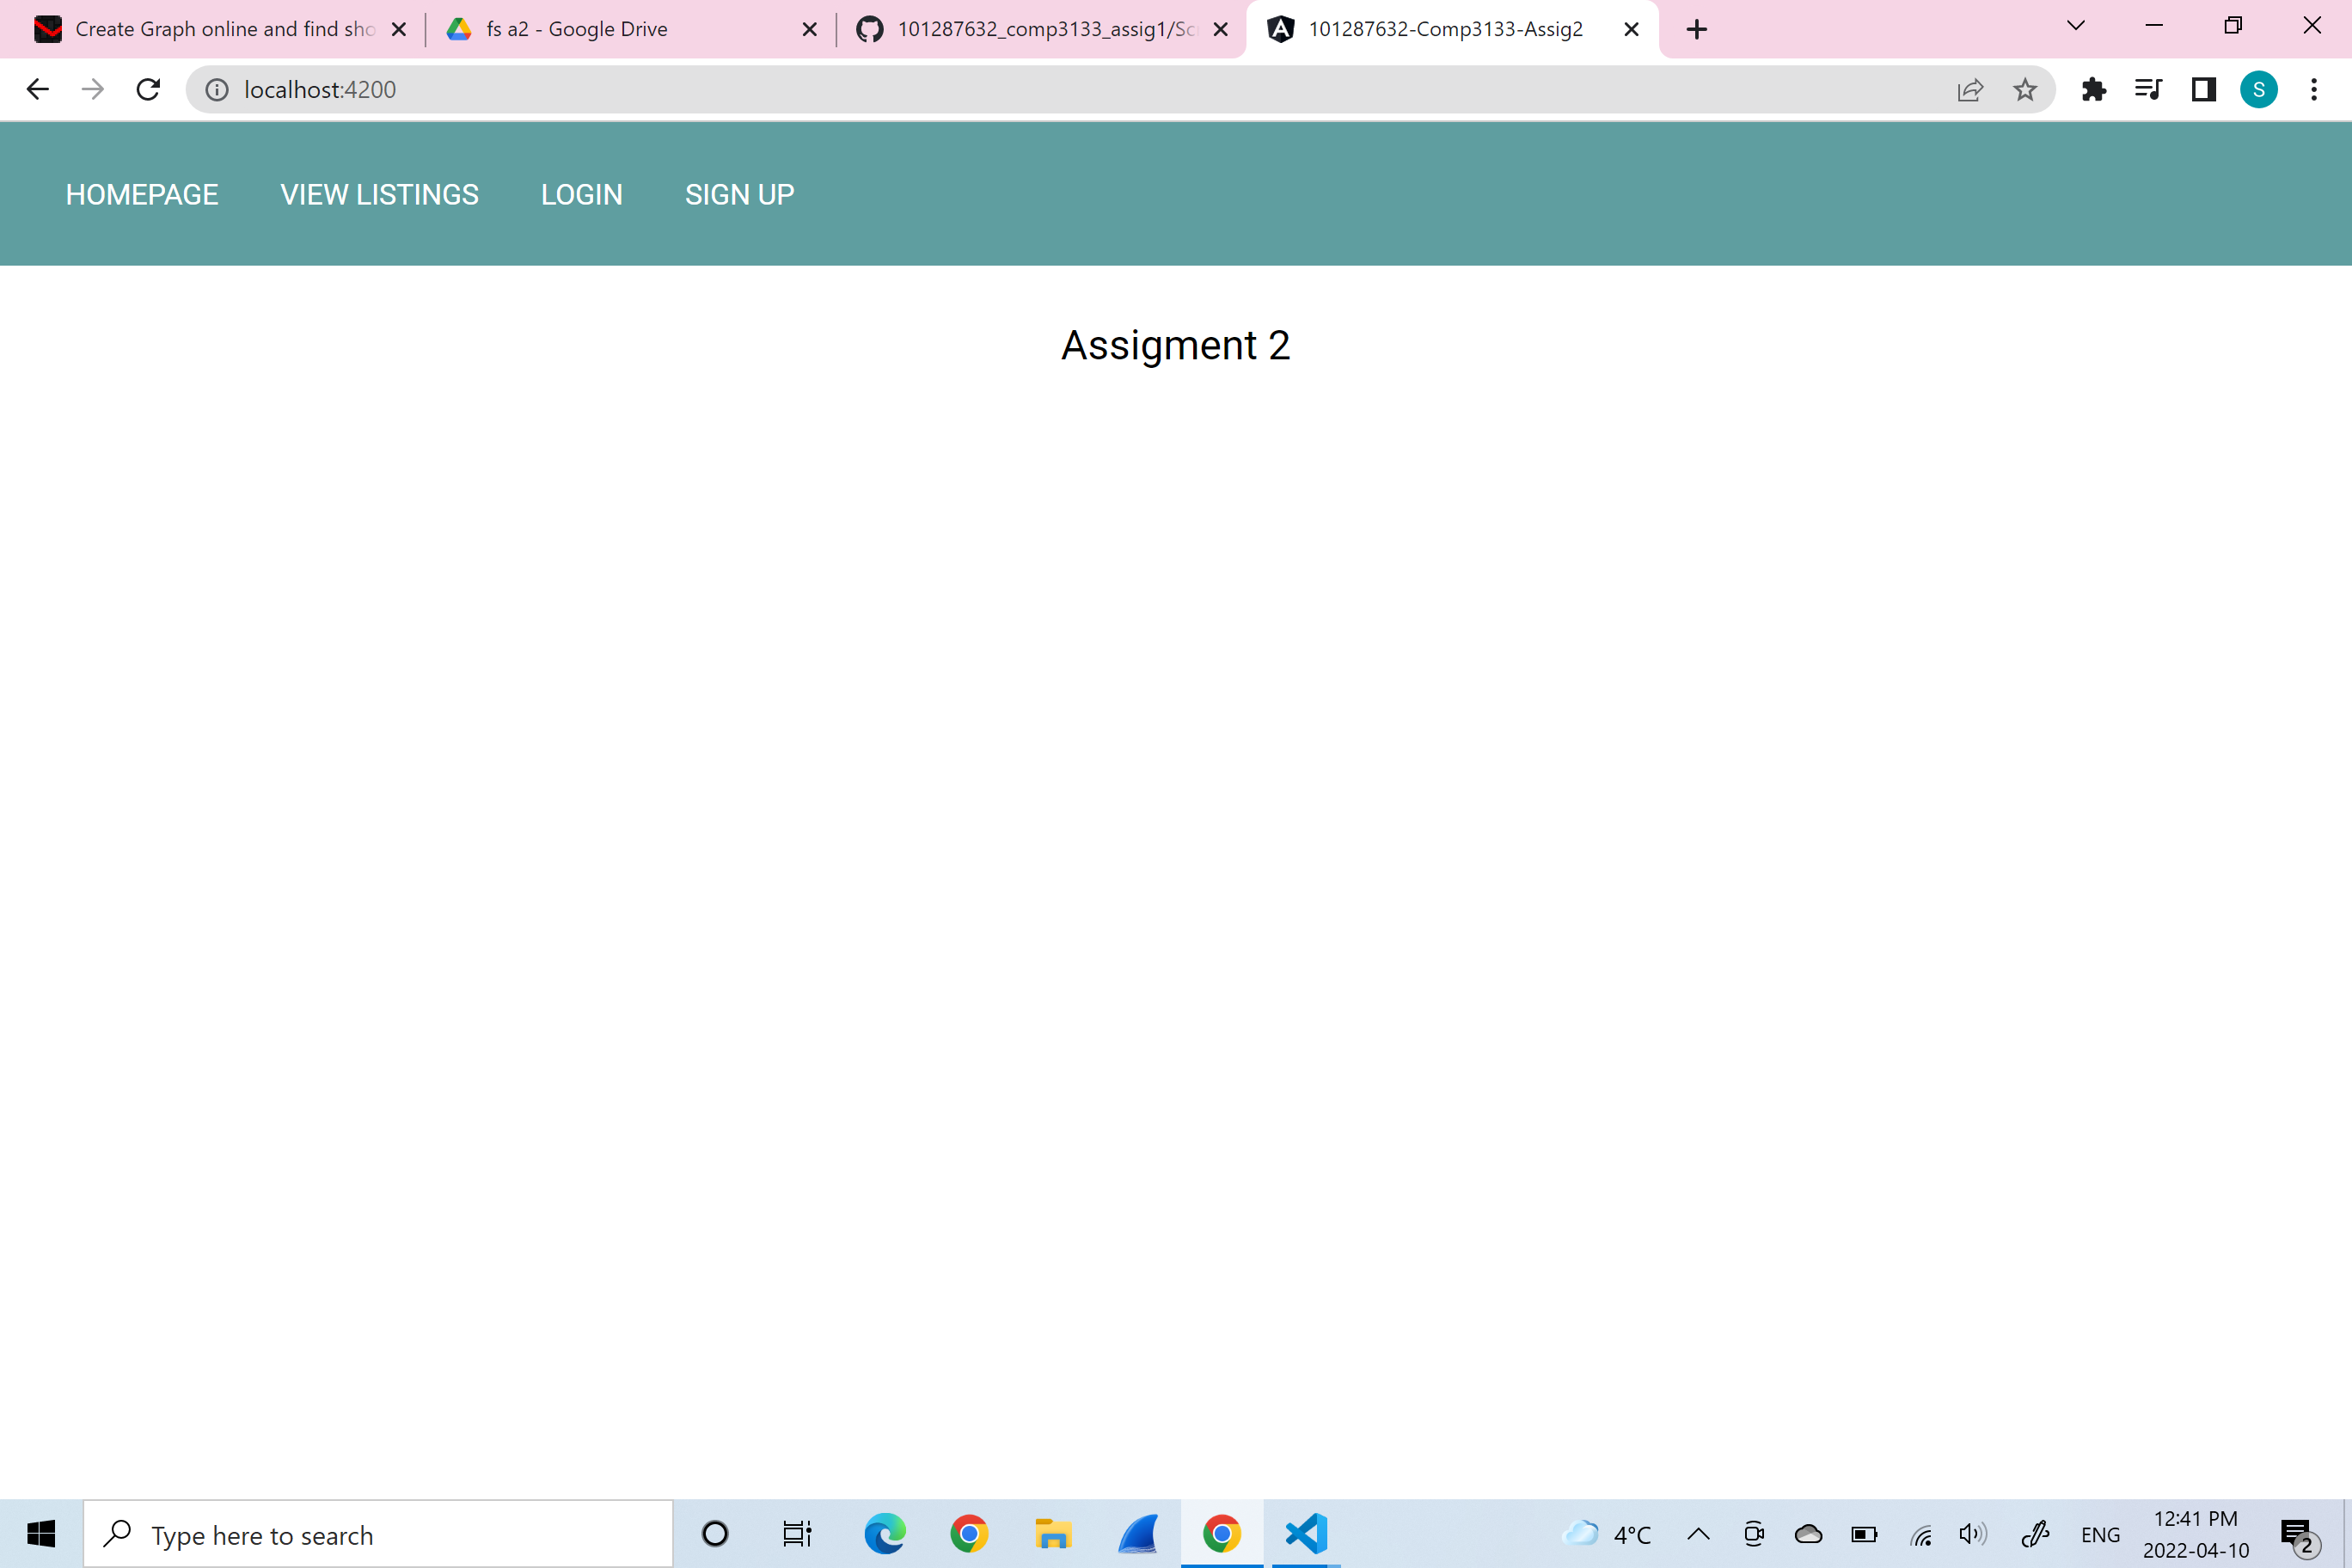 Create Graph online and find sho
fs a2 - Google Drive
101287632_comp3133_assig1/Sc
101287632-Comp3133-Assig2
localhost:4200
S
HOMEPAGE VIEW LISTINGS LOGIN SIGN UP
Assigment 2
Type here to search
4°C
ENG
12:41 PM
2022-04-10
2